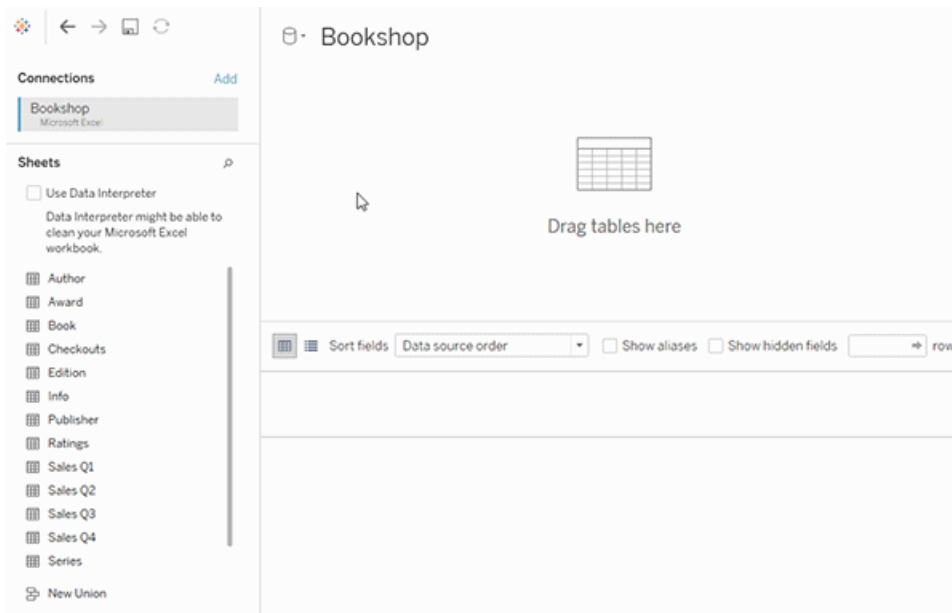 Bookshop
Connections
Add
Bookshop
Microsoft Excel
Sheets
Use Data Interpreter
Data Interpreter might be able to
clean your Microsoft Excel
workbook.
Author
Award
Book
Checkouts
Edition
Info
Publisher
Ratings
Sales Q1
Sales Q2
Sales Q3
Sales Q4
Series
New Union
Drag tables here
Sort fields
Data source order
Show aliases
Show hidden fields